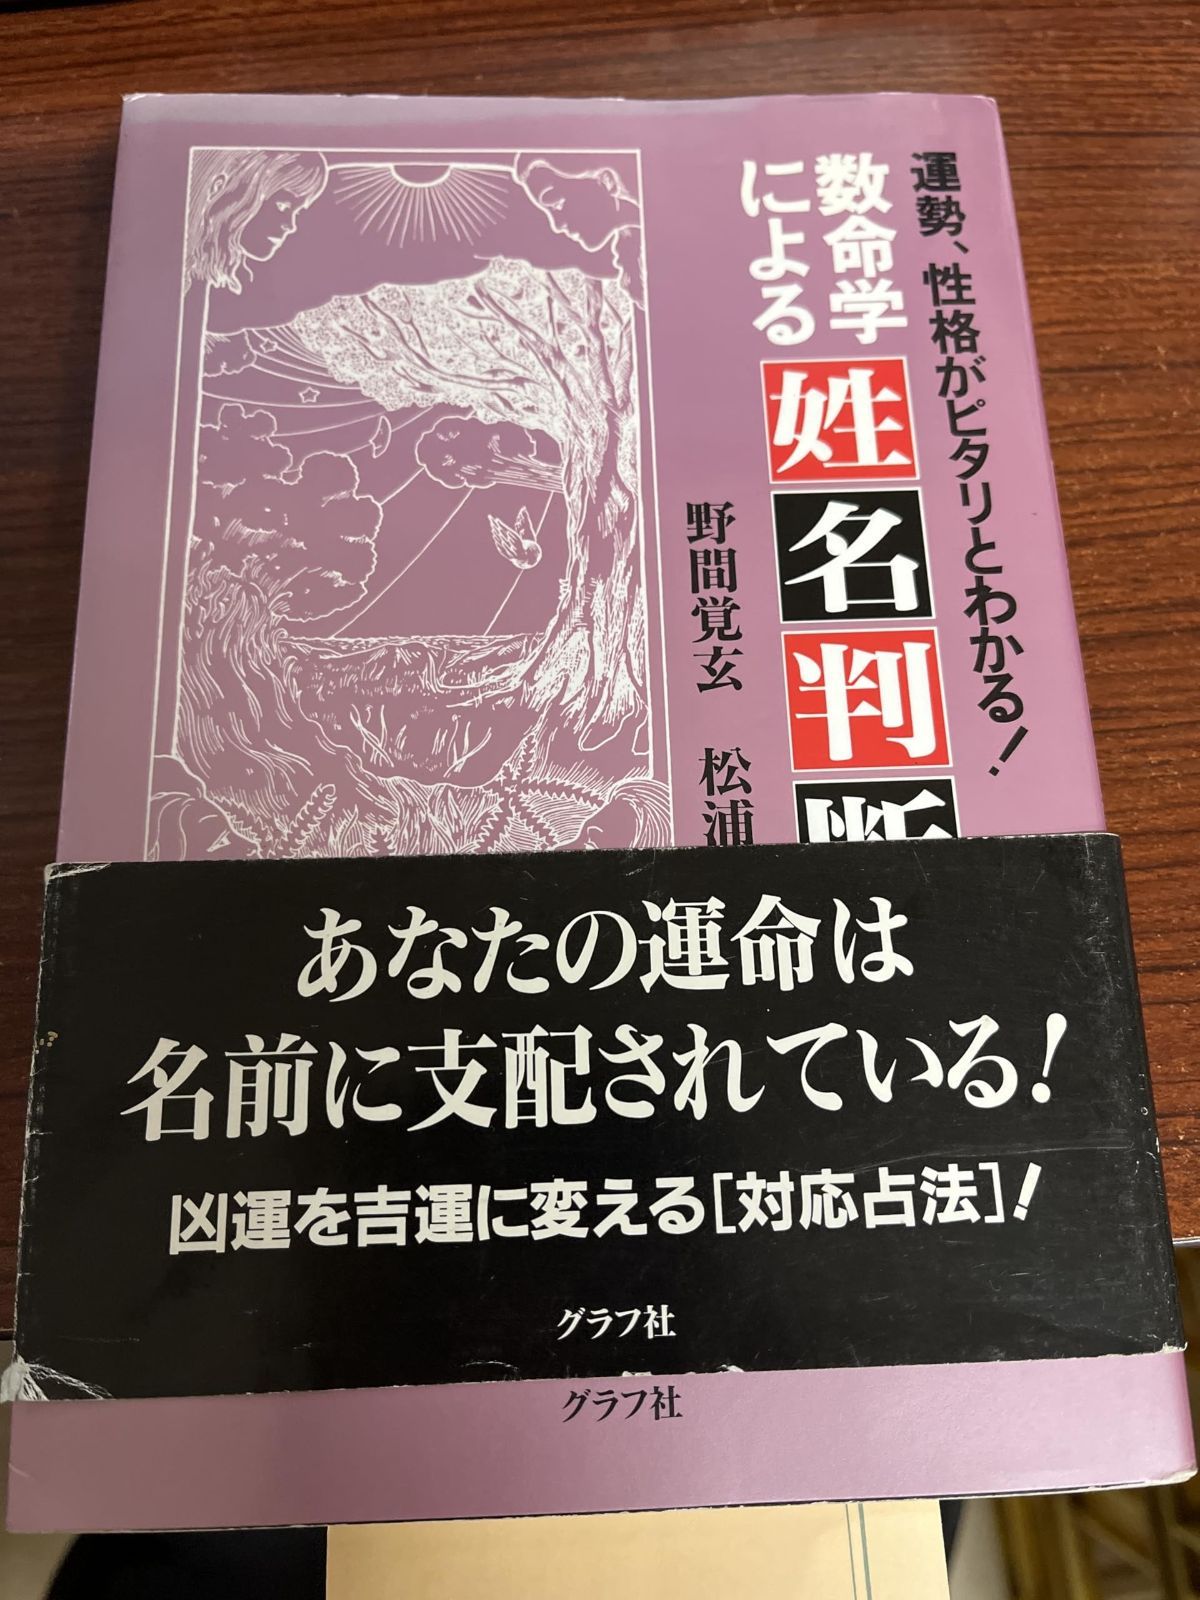 運勢、性格がピタリとわかる！
数命学
による
姓名判断
野間覚玄　松浦
あなたの運命は
名前に支配されている！
凶運を吉運に変える［対応占法］！
グラフ社
グラフ社